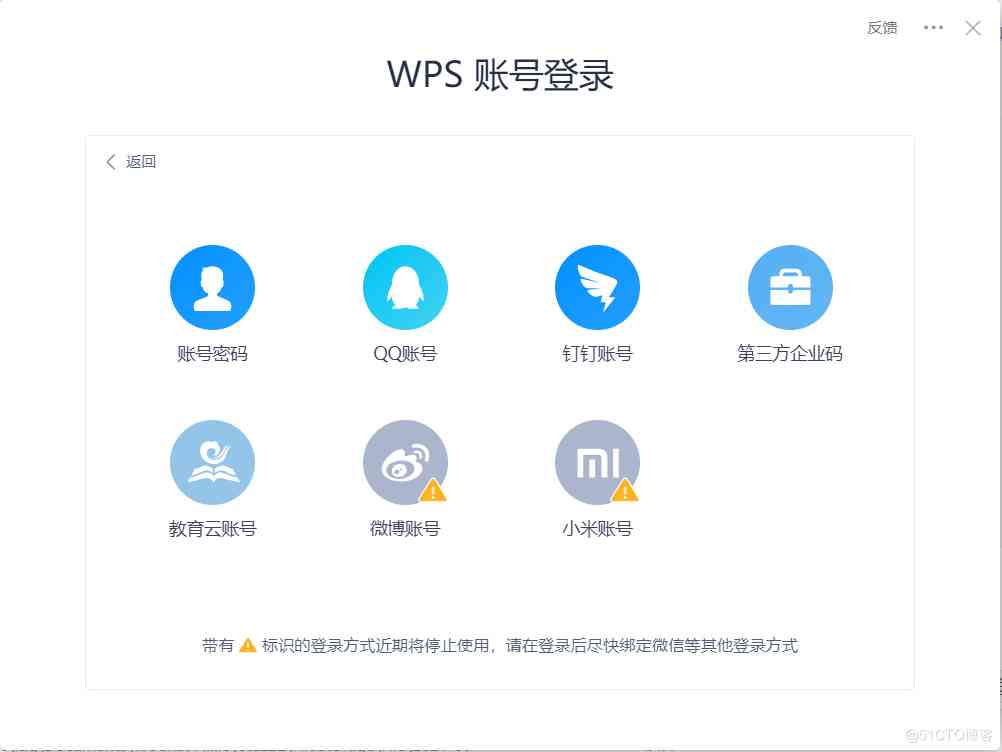 反馈
WPS 账号登录
返回
账号密码
QQ账号
钉钉账号
第三方企业码
教育云账号
微博账号
小米账号
带有 标识的登录方式近期将停止使用，请在登录后尽快绑定微信等其他登录方式
@51CTO博客